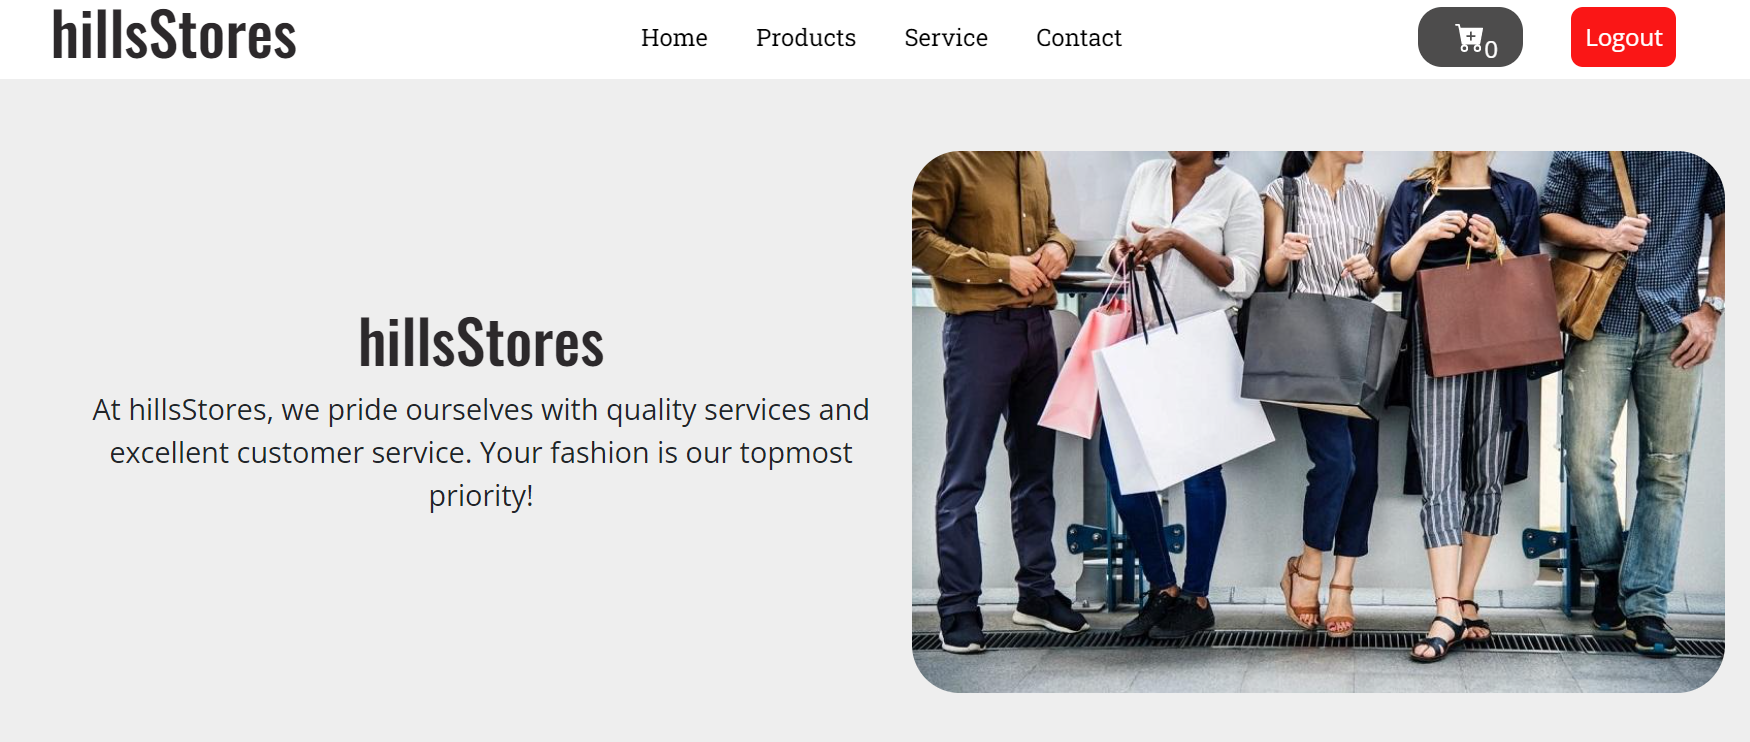 hillsStores
Home Products Service Contact
0
Logout
hillsStores
At hillsStores, we pride ourselves with quality services and
excellent customer service. Your fashion is our topmost
priority!